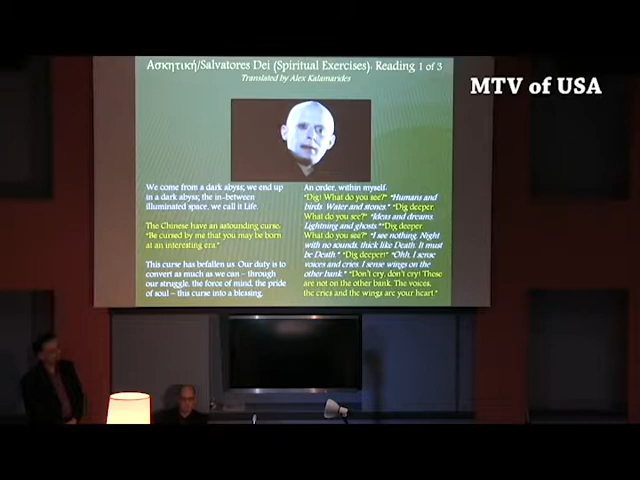 Ασκητική/Salvatores Dei (Spiritual Exercises). Reading 1 of 3
Translated by Alex Kalamarides
MTV of USA
We come from a dark abyss; we end up
in a dark abyss; the in-between
illuminated space, we call it Life.
The Chinese have an astounding curse:
"Be cursed by me that you may be born
at an interesting era."
This curse has befallen us. Our duty is to
convert as much as we can – through
our struggle, the force of mind, the pride
of soul – this curse into a blessing.
An order, within myself:
"Dig! What do you see?" "Humans and
birds. Water and stones." "Dig deeper.
What do you see?" "Ideas and dreams.
Lightning and ghosts." "Dig deeper.
What do you see?" "I see nothing. Night
with no sounds, thick like Death. It must
be Death." "Dig deeper!" "Ohh, I
voices and cries. I sense wings on the
other bank." "Don't cry, don't cry! These
are not on the other bank. The voices,
the cries and the wings are your heart."